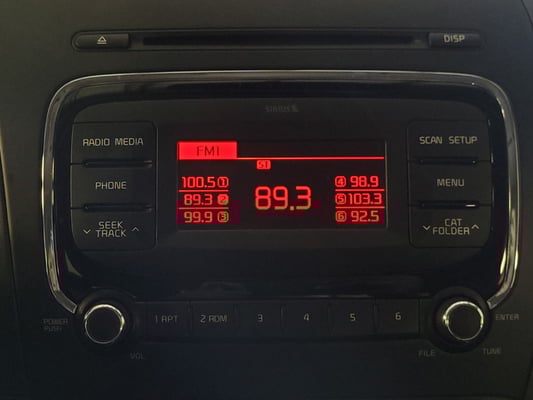 DISP
SIRIUS
RADIO MEDIA
PHONE
SEEK
TRACK
FM1
ST
100.5 1
89.3 2
99.9 3
89.3
4 98.9
5 103.3
6 92.5
SCAN SETUP
MENU
CAT
FOLDER
POWER
PUSH
VOL
1 RPT
2 RDM
3
4
5
6
ENTER
FILE
TUNE